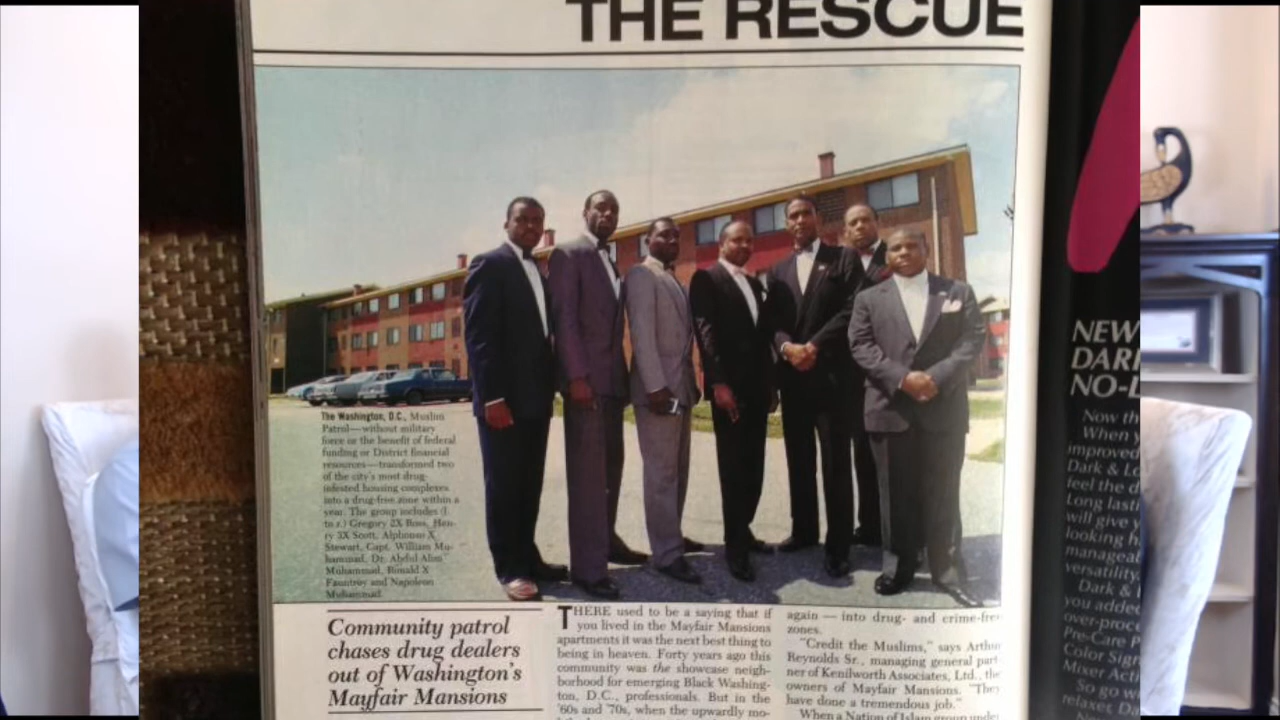 THE RESCUE
The Washington, D.C., Muslim
Patrol—without military
force or the benefit of federal
funding or District financial
resources—transformed two
of the city's most drug-
infested housing complexes
into a drug-free zone within a
year. The group includes (l.
to r.) Gregory 2X Boss, Hen-
ry 3X Scott, Alphonso X
Stewart, Capt. William Mu-
hammad, Dr. Abdul Alim
Muhammad, Ronald X
Fauntroy and Napoleon
Muhammad.
Community patrol
chases drug dealers
out of Washington's
Mayfair Mansions
THERE used to be a saying that if
you lived in the Mayfair Mansions
apartments it was the next best thing to
being in heaven. Forty years ago this
community was the showcase neigh-
borhood for emerging Black Washing-
ton, D.C., professionals. But in the
'60s and '70s, when the upwardly mo-
again — into drug- and crime-free
zones.
"Credit the Muslims," says Arthur
Reynolds Sr., managing general part-
ner of Kenilworth Associates, Ltd., the
owners of Mayfair Mansions. "They
have done a tremendous job."
When a Nation of Islam group under
NEW
DARK
NO-L
Now th
When y
improved
Dark & Lo
feel the d
Long lasti
will give y
looking h
manageab
versatility
Dark & L
you added
over-proce
Pre-Care P
Color Sign
Mixer Acti
So go w
relaxer, Da